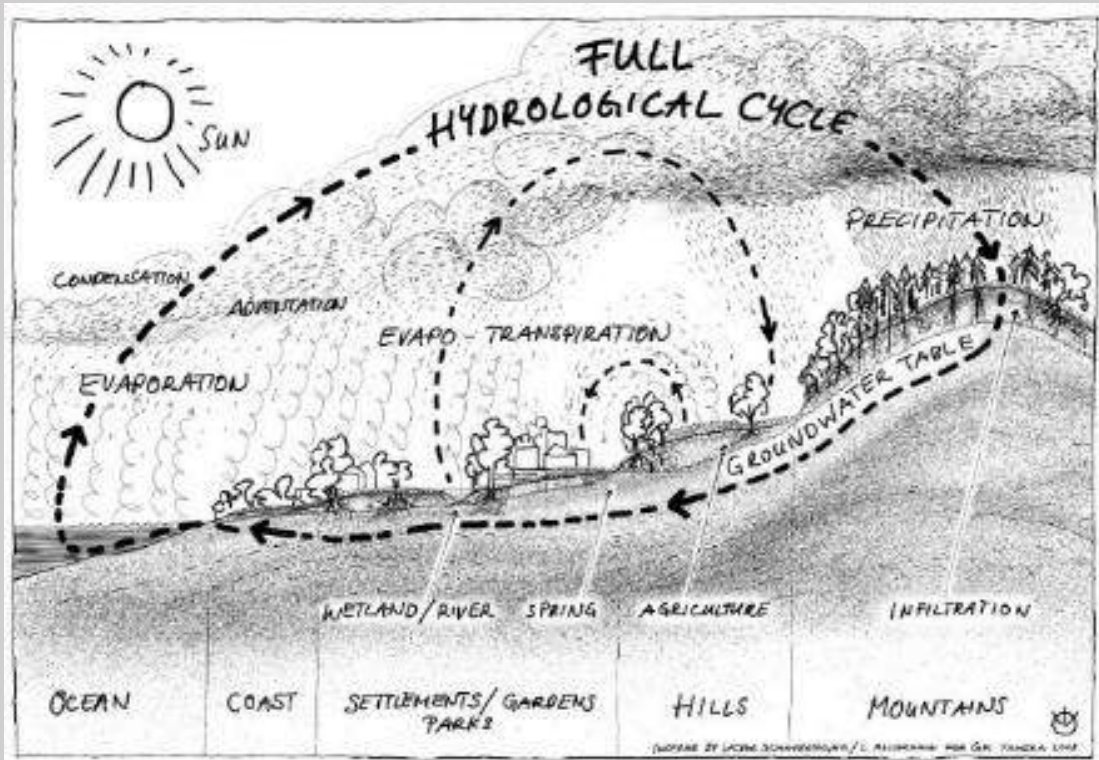 FULL
HYDROLOGICAL CYCLE
SUN
PRECIPITATION
CONDENSATION
EVAPO-TRANSPIRATION
EVAPORATION
GROUNDWATER TABLE
WETLAND/RIVER
SPRING
AGRICULTURE
INFILTRATION
OCEAN
COAST
SETTLEMENTS/GARDENS
PARKS
HILLS
MOUNTAINS